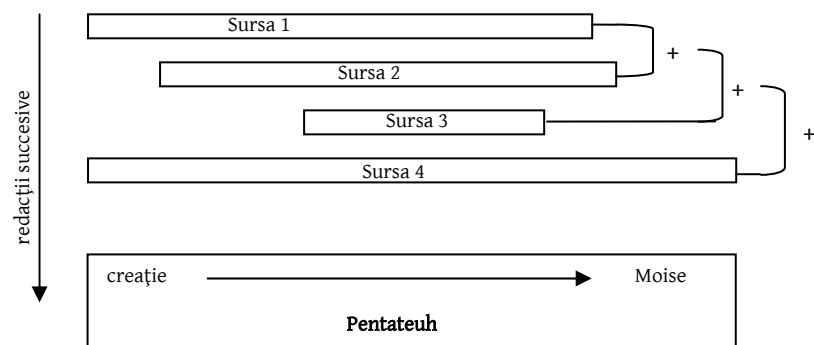 Sursa 1
+
Sursa 2
+
Sursa 3
+
Sursa 4
redacţii succesive
creaţie
Moise
Pentateuh